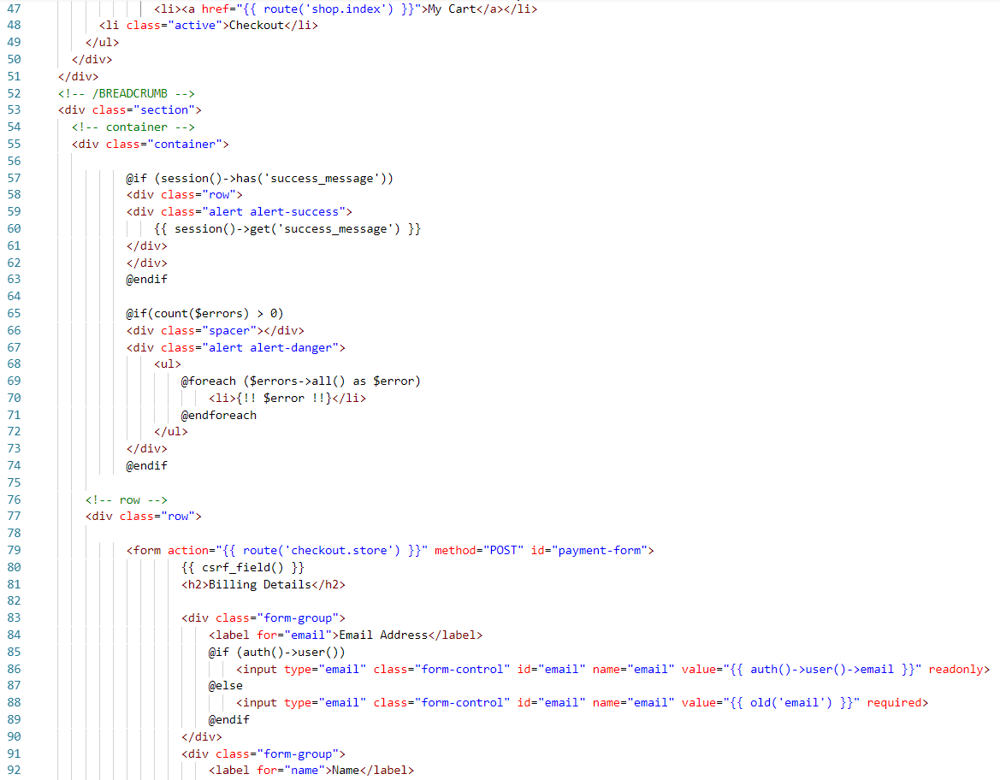 47 <li><a href="{{ route('shop.index') }}">My Cart</a></li>
48 <li class="active">Checkout</li>
49 </ul>
50 </div>
51 </div>
52 <!-- /BREADCRUMB -->
53 <div class="section">
54 <!-- container -->
55 <div class="container">
56
57 @if (session()->has('success_message'))
58 <div class="row">
59 <div class="alert alert-success">
60 {{ session()->get('success_message') }}
61 </div>
62 </div>
63 @endif
64
65 @if(count($errors) > 0)
66 <div class="spacer"></div>
67 <div class="alert alert-danger">
68 <ul>
69 @foreach ($errors->all() as $error)
70 <li>{!! $error !!}</li>
71 @endforeach
72 </ul>
73 </div>
74 @endif
75
76 <!-- row -->
77 <div class="row">
78
79 <form action="{{ route('checkout.store') }}" method="POST" id="payment-form">
80 {{ csrf_field() }}
81 <h2>Billing Details</h2>
82
83 <div class="form-group">
84 <label for="email">Email Address</label>
85 @if (auth()->user())
86 <input type="email" class="form-control" id="email" name="email" value="{{ auth()->user()->email }}" readonly>
87 @else
88 <input type="email" class="form-control" id="email" name="email" value="{{ old('email') }}" required>
89 @endif
90 </div>
91 <div class="form-group">
92 <label for="name">Name</label>